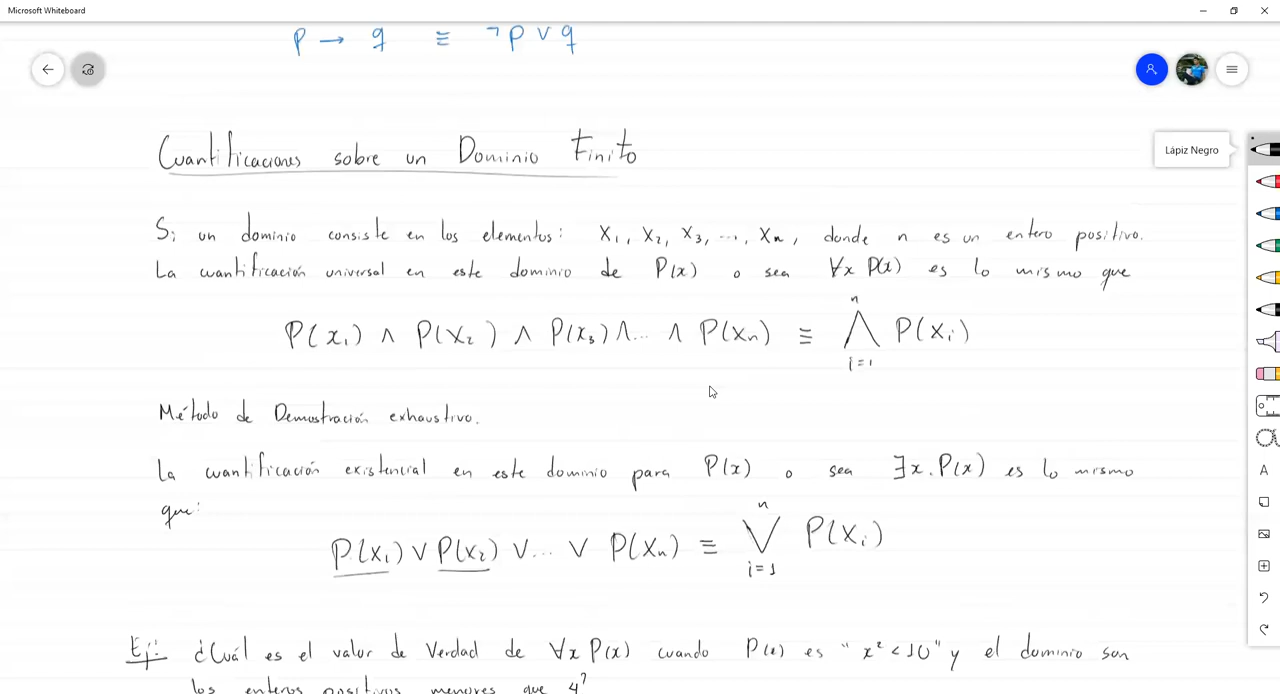 Microsoft Whiteboard
p → q ≡ ¬p ∨ q
Cuantificaciones sobre un Dominio Finito
Lápiz Negro
Si un dominio consiste en los elementos: x₁, x₂, x₃, ..., xₙ, donde n es un entero positivo.
La cuantificación universal en este dominio de P(x) o sea ∀x P(x) es lo mismo que
P(x₁) ∧ P(x₂) ∧ P(x₃) ∧ ... ∧ P(xₙ) ≡ ⋀ⁿᵢ₌₁ P(xᵢ)
Método de Demostración exhaustivo.
La cuantificación existencial en este dominio para P(x) o sea ∃x. P(x) es lo mismo
que:
P(x₁) ∨ P(x₂) ∨ ... ∨ P(xₙ) ≡ ⋁ⁿᵢ₌₁ P(xᵢ)
Ej: ¿Cuál es el valor de Verdad de ∀x P(x) cuando P(x) es "x² < 10" y el dominio son
los enteros positivos menores que 4?
A